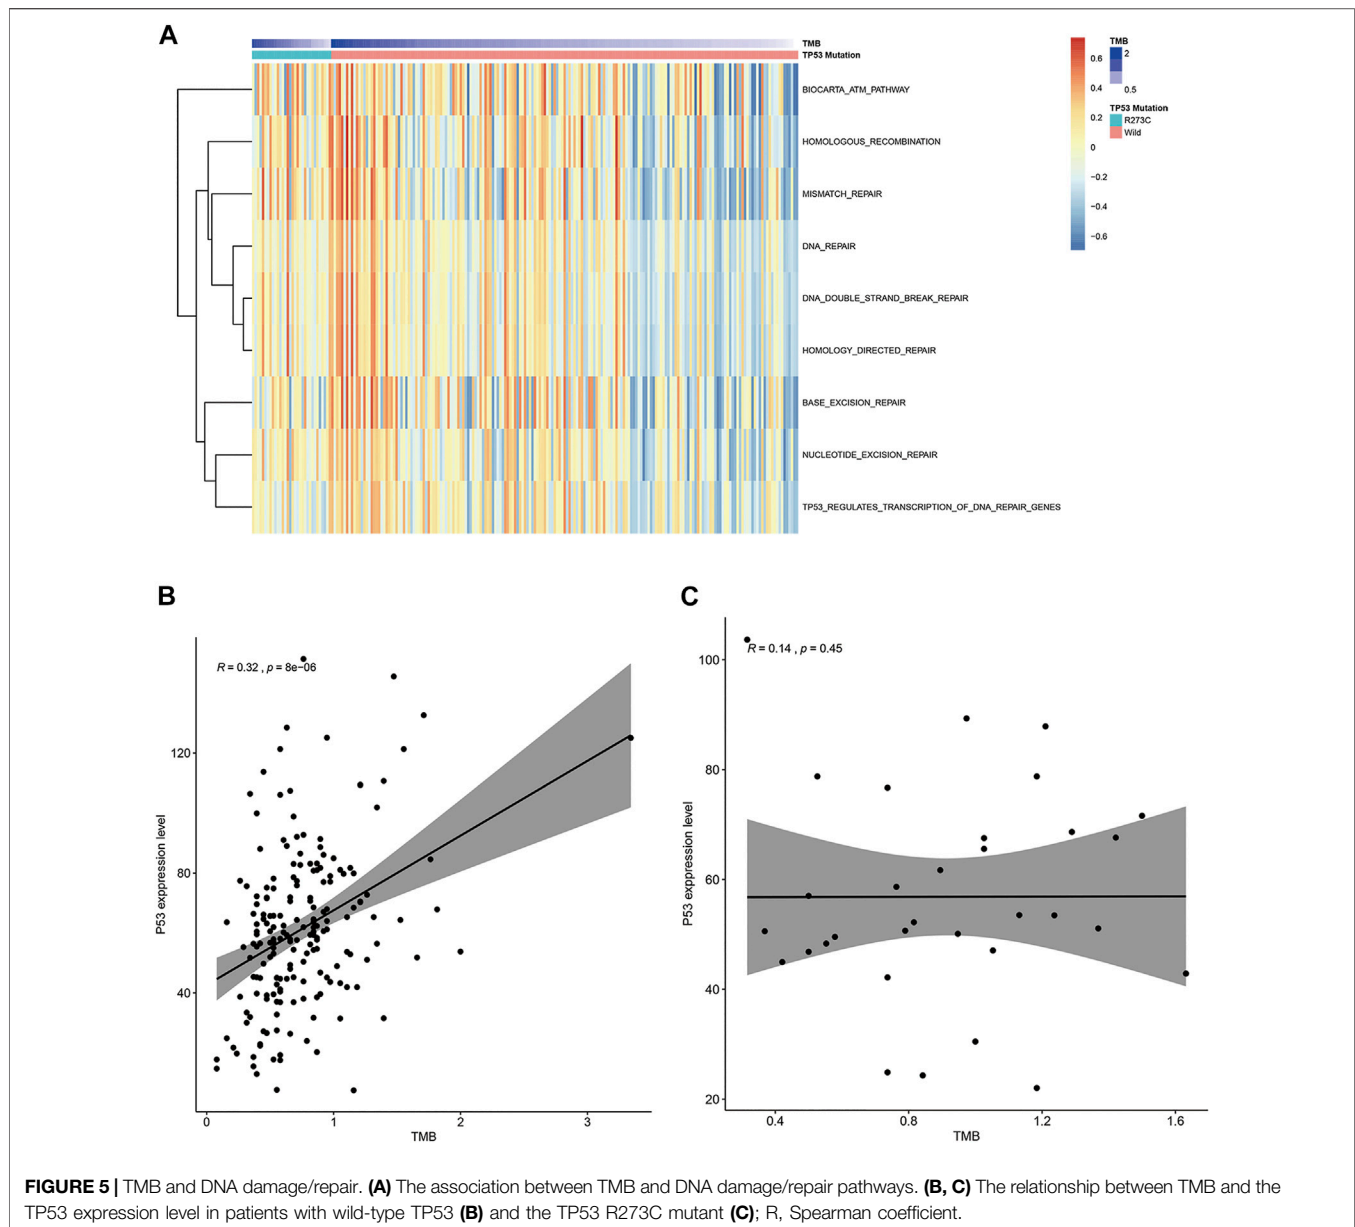 A
TMB
TP53 Mutation
BIOCARTA_ATM_PATHWAY
HOMOLOGOUS_RECOMBINATION
MISMATCH_REPAIR
DNA_REPAIR
DNA_DOUBLE_STRAND_BREAK_REPAIR
HOMOLOGY_DIRECTED_REPAIR
BASE_EXCISION_REPAIR
NUCLEOTIDE_EXCISION_REPAIR
TP53_REGULATES_TRANSCRIPTION_OF_DNA_REPAIR_GENES
0.6
0.4
0.2
0
−0.2
−0.4
−0.6
TMB
2
0.5
TP53 Mutation
R273C
Wild
B
R = 0.32 , p = 8e−06
P53 exppression level
120
80
40
0 1 2 3
TMB
C
R = 0.14 , p = 0.45
P53 exppression level
100
80
60
40
20
0.4 0.8 1.2 1.6
TMB
FIGURE 5 | TMB and DNA damage/repair. (A) The association between TMB and DNA damage/repair pathways. (B, C) The relationship between TMB and the
TP53 expression level in patients with wild-type TP53 (B) and the TP53 R273C mutant (C); R, Spearman coefficient.